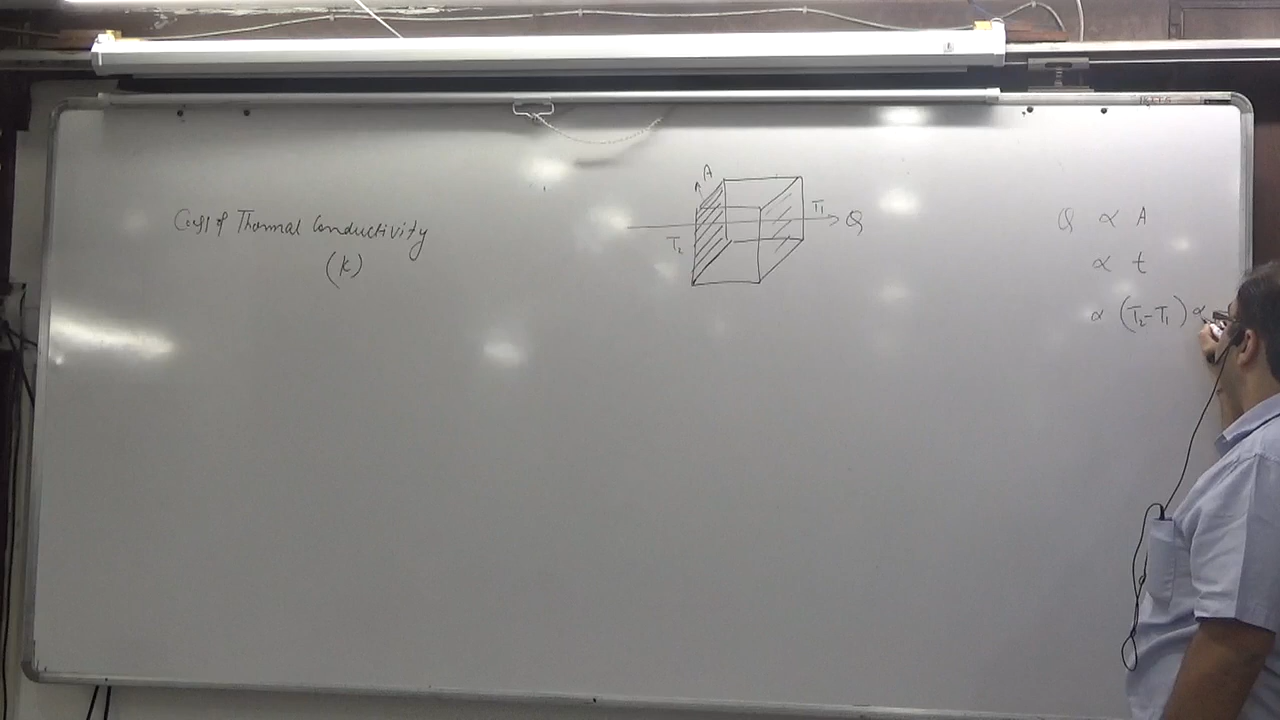 Coeff of Thermal Conductivity
(K)
A
T₂
T₁
Q
Q ∝ A
∝ t
∝ (T₂-T₁) ∝